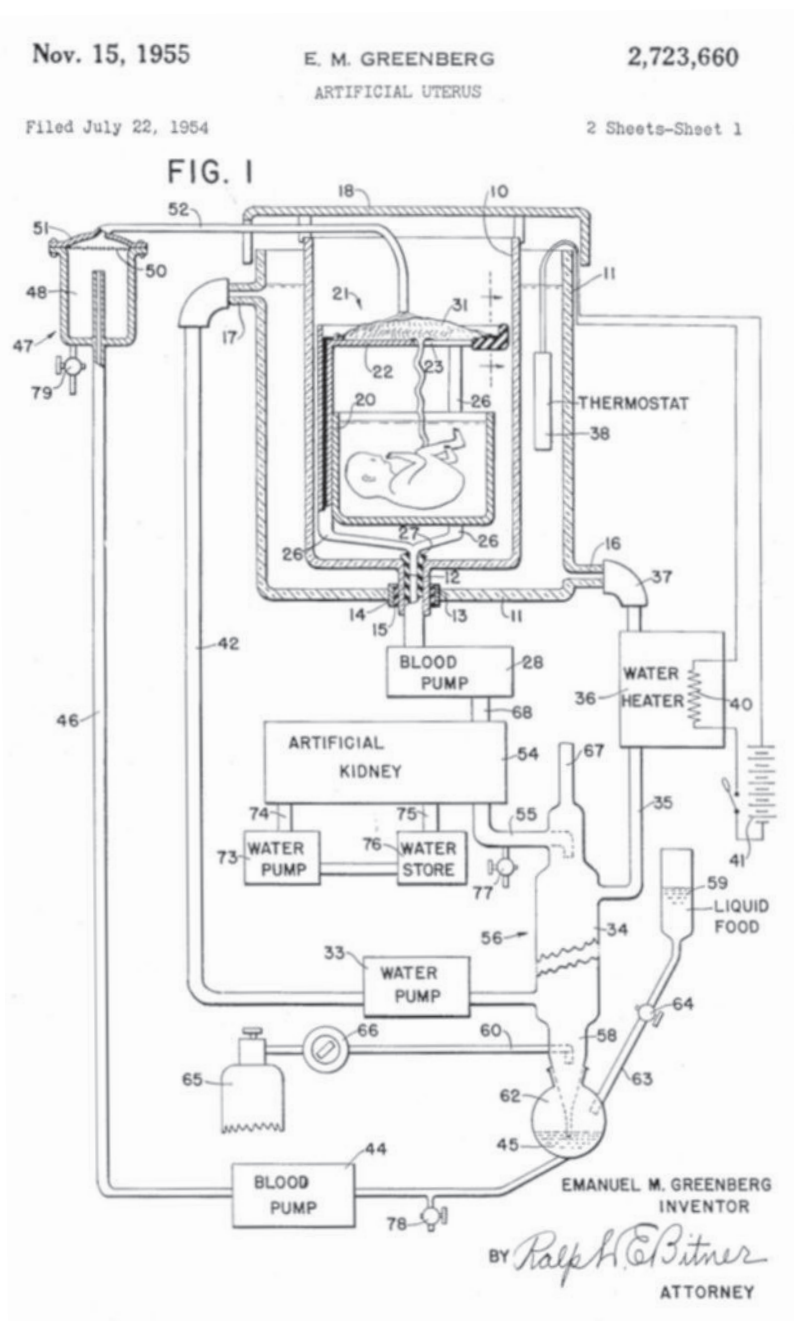 Nov. 15, 1955
E. M. GREENBERG
2,723,660
ARTIFICIAL UTERUS
Filed July 22, 1954
2 Sheets-Sheet 1
FIG. 1
18
10
52
51
50
48
47
79
17
21
31
11
22
23
20
26
THERMOSTAT
38
26
27
26
16
12
37
14
13
15
11
42
BLOOD
PUMP
28
WATER
HEATER
36
40
68
46
ARTIFICIAL
KIDNEY
54
67
74
75
55
35
73
WATER
PUMP
76
WATER
STORE
77
41
59
LIQUID
FOOD
56
34
33
WATER
PUMP
64
66
60
58
65
62
63
45
44
BLOOD
PUMP
78
EMANUEL M. GREENBERG
INVENTOR
BY Ralph E Bitner
ATTORNEY